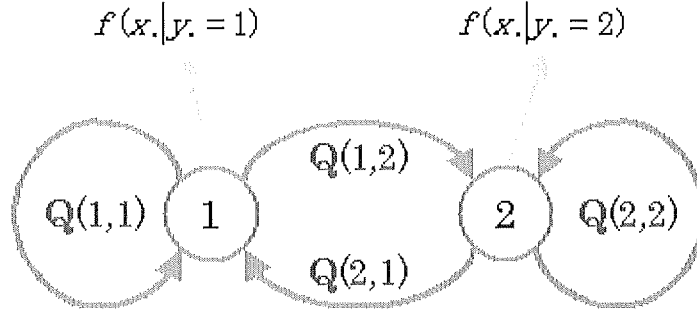 f(x.|y. = 1)
f(x.|y. = 2)
Q(1,2)
Q(1,1)
1
2
Q(2,2)
Q(2,1)